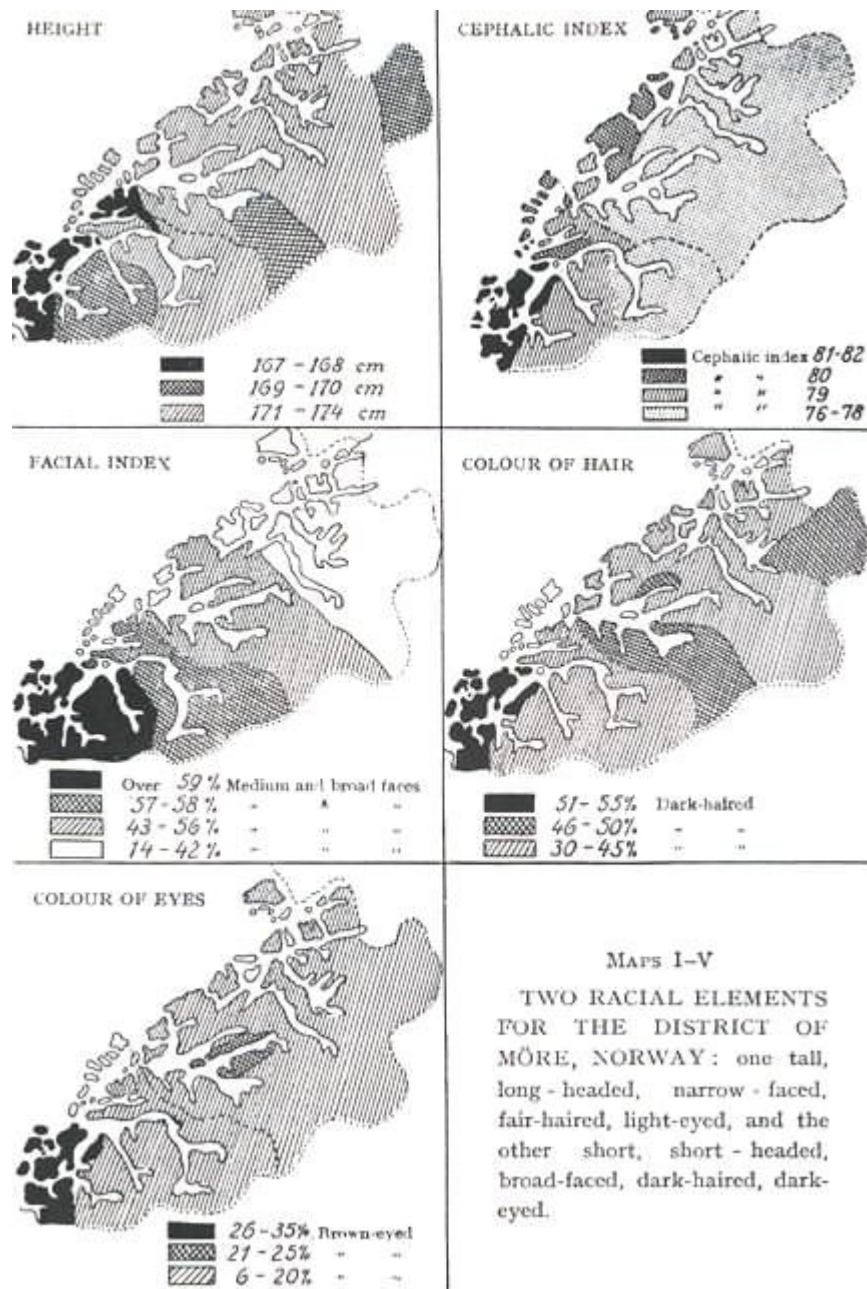 HEIGHT
167 - 168 cm
169 - 170 cm
171 - 174 cm
CEPHALIC INDEX
Cephalic index 81-82
" " 80
" " 79
" " 76-78
FACIAL INDEX
Over 59% Medium and broad faces
57-58% " " "
43-56% " " "
14-42% " " "
COLOUR OF HAIR
51-55% Dark-haired
46-50% " "
30-45% " "
COLOUR OF EYES
26-35% Brown-eyed
21-25% " "
6-20% " "
MAPS I-V
TWO RACIAL ELEMENTS
FOR THE DISTRICT OF
MÖRE, NORWAY: one tall,
long-headed, narrow-faced,
fair-haired, light-eyed, and the
other short, short-headed,
broad-faced, dark-haired, dark-
eyed.